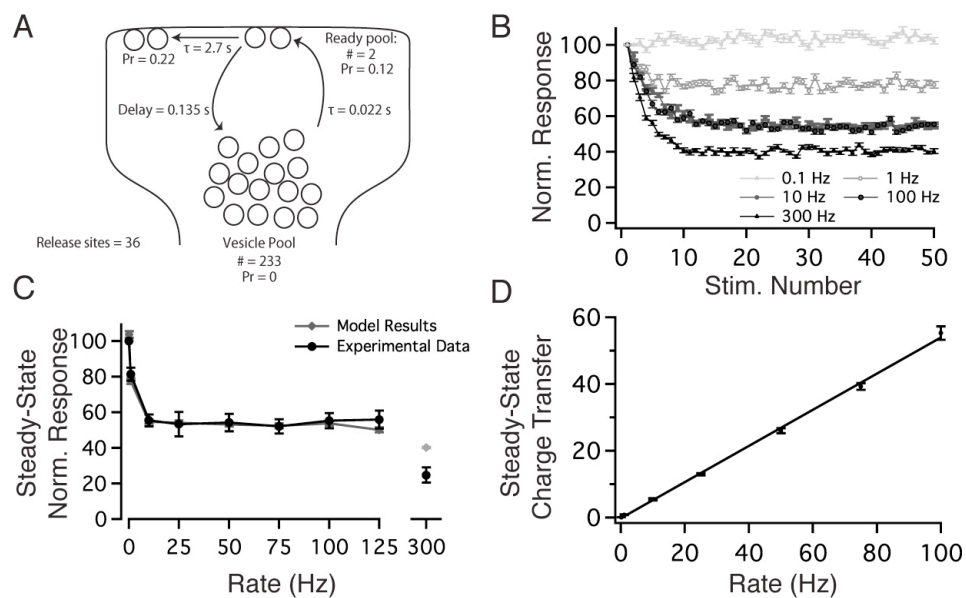 A
τ = 2.7 s
Ready pool:
# = 2
Pr = 0.12
Pr = 0.22
Delay = 0.135 s
τ = 0.022 s
Release sites = 36
Vesicle Pool
# = 233
Pr = 0
B
Norm. Response
100
80
60
40
20
0
0.1 Hz
1 Hz
10 Hz
100 Hz
300 Hz
0 10 20 30 40 50
Stim. Number
C
Steady-State
Norm. Response
100
80
60
40
20
0
Model Results
Experimental Data
0 25 50 75 100 125 300
Rate (Hz)
D
Steady-State
Charge Transfer
60
40
20
0
0 20 40 60 80 100
Rate (Hz)